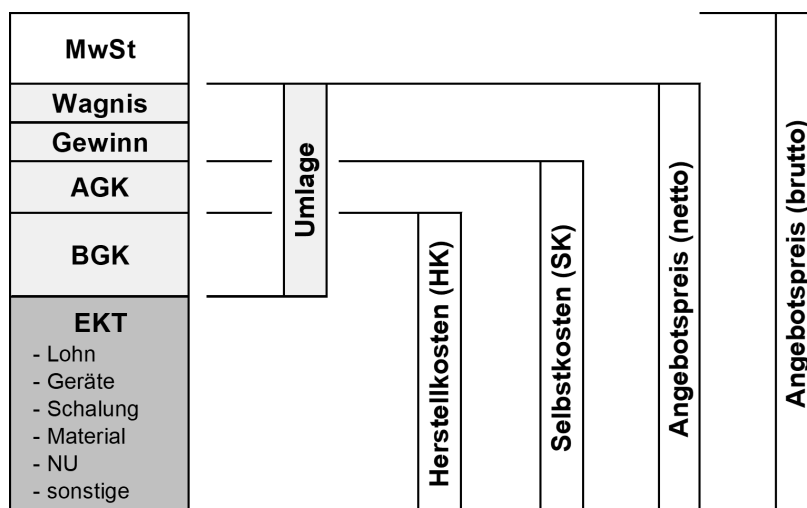 MwSt
Wagnis
Gewinn
AGK
BGK
EKT
- Lohn
- Geräte
- Schalung
- Material
- NU
- sonstige
Umlage
Herstellkosten (HK)
Selbstkosten (SK)
Angebotspreis (netto)
Angebotspreis (brutto)